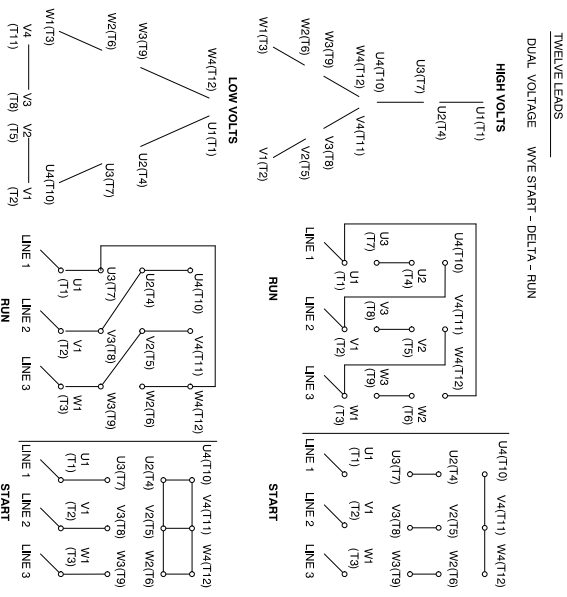 TWELVE LEADS
DUAL VOLTAGE WYE START – DELTA – RUN
HIGH VOLTS
U1(T1)
U2(T4)
U3(T7)
U4(T10)
W4(T12) V4(T11)
W3(T9) V3(T8)
W2(T6) V2(T5)
W1(T3) V1(T2)
U4(T10) V4(T11) W4(T12)
U2 V2 W2
(T4) (T5) (T6)
U3 V3 W3
(T7) (T8) (T9)
U1 V1 W1
(T1) (T2) (T3)
LINE 1 LINE 2 LINE 3
RUN
U4(T10) V4(T11) W4(T12)
U2(T4) V2(T5) W2(T6)
U3(T7) V3(T8) W3(T9)
U1 V1 W1
(T1) (T2) (T3)
LINE 1 LINE 2 LINE 3
START
LOW VOLTS
W4(T12) U1(T1)
W3(T9) U2(T4)
W2(T6) U3(T7)
W1(T3) U4(T10)
V4 V3 V2 V1
(T11) (T8) (T5) (T2)
U4(T10) V4(T11) W4(T12)
U2(T4) V2(T5) W2(T6)
U3(T7) V3(T8) W3(T9)
U1 V1 W1
(T1) (T2) (T3)
LINE 1 LINE 2 LINE 3
RUN
U4(T10) V4(T11) W4(T12)
U2(T4) V2(T5) W2(T6)
U3(T7) V3(T8) W3(T9)
U1 V1 W1
(T1) (T2) (T3)
LINE 1 LINE 2 LINE 3
START